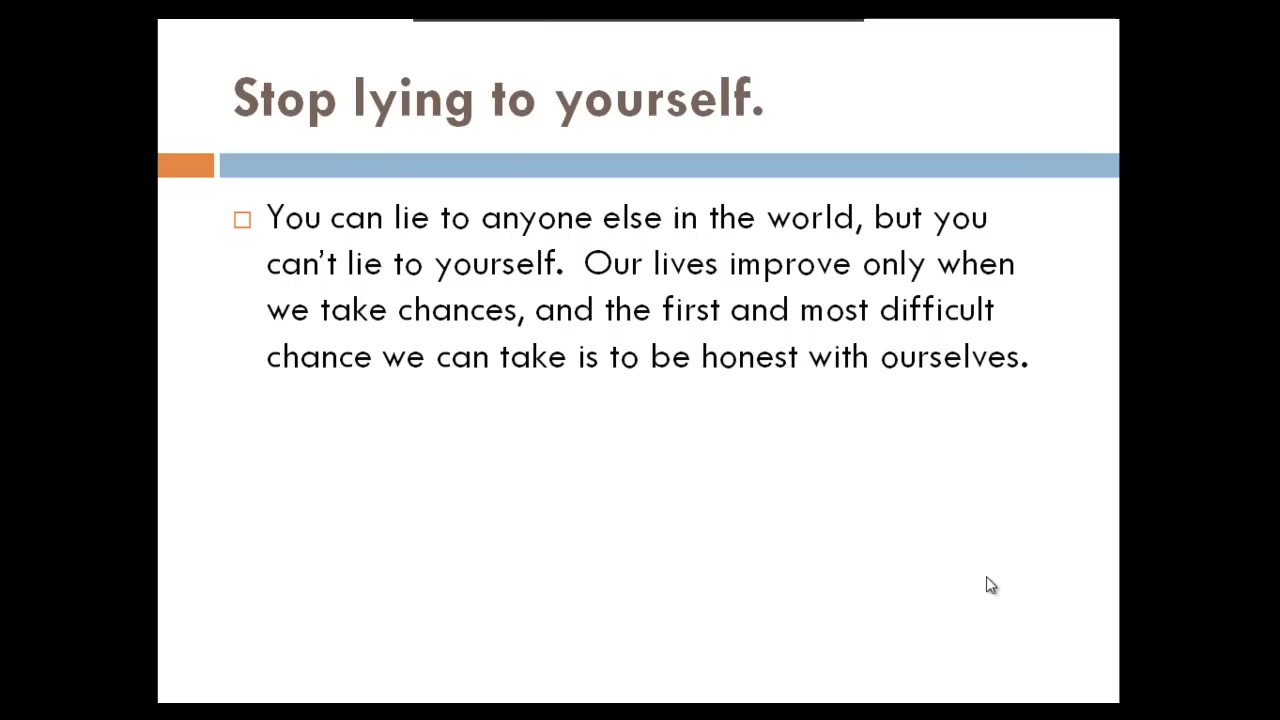 Stop lying to yourself.
You can lie to anyone else in the world, but you
can’t lie to yourself.  Our lives improve only when
we take chances, and the first and most difficult
chance we can take is to be honest with ourselves.